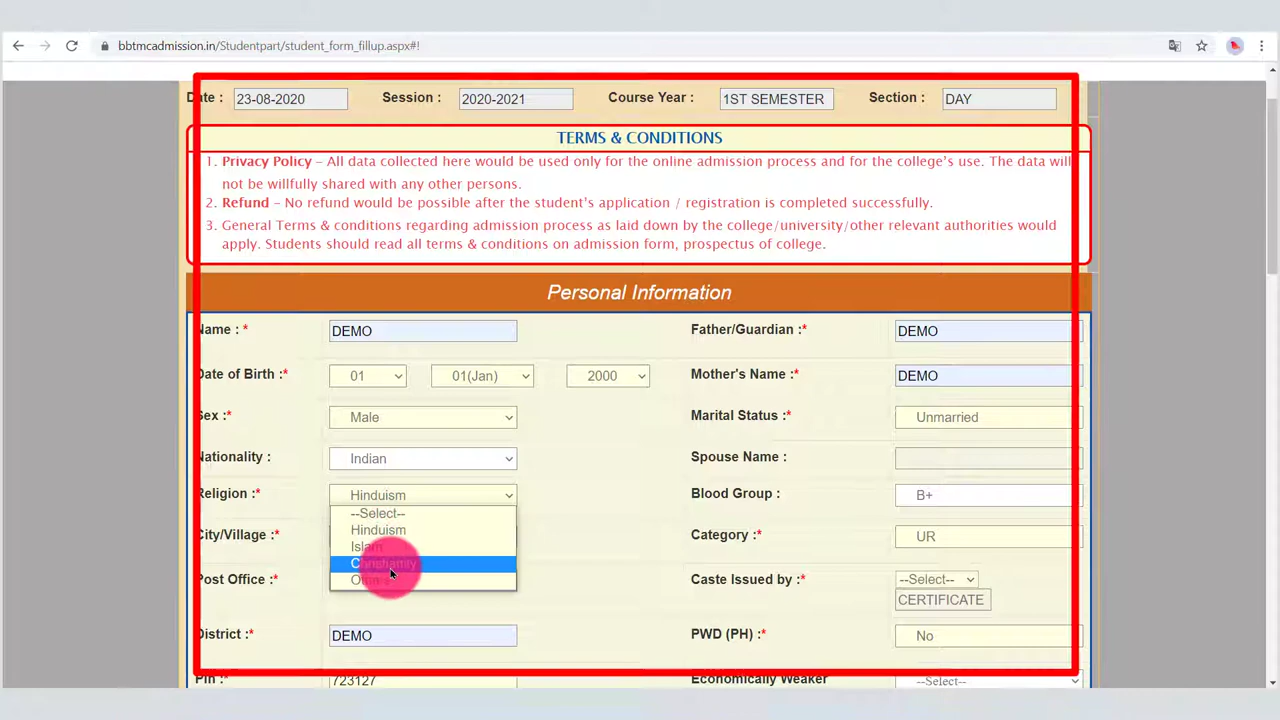 bbtmcadmission.in/Studentpart/student_form_fillup.aspx#!
Date : 23-08-2020 Session : 2020-2021 Course Year : 1ST SEMESTER Section : DAY
TERMS & CONDITIONS
1. Privacy Policy – All data collected here would be used only for the online admission process and for the college's use. The data will
not be willfully shared with any other persons.
2. Refund – No refund would be possible after the student's application / registration is completed successfully.
3. General Terms & conditions regarding admission process as laid down by the college/university/other relevant authorities would
apply. Students should read all terms & conditions on admission form, prospectus of college.
Personal Information
Name :* DEMO Father/Guardian :* DEMO
Date of Birth :* 01 01(Jan) 2000 Mother's Name :* DEMO
Sex :* Male Marital Status :* Unmarried
Nationality : Indian Spouse Name :
Religion :* Hinduism Blood Group : B+
--Select--
Hinduism
Islam
Christianity
City/Village :* Category :* UR
Post Office :* Caste Issued by :* --Select--
CERTIFICATE
District :* DEMO PWD (PH) :* No
Pin :* 723127 Economically Weaker --Select--